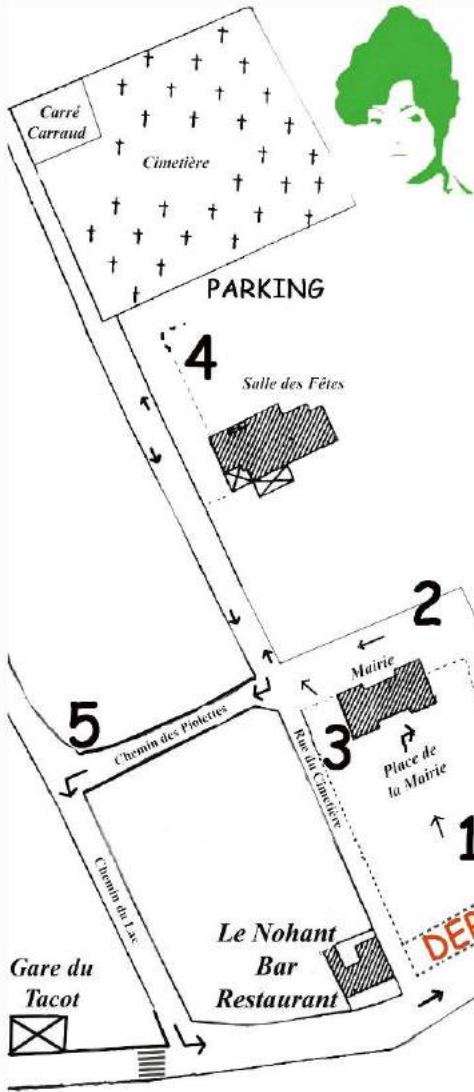 Carré
Carraud
Cimetière
PARKING
4
Salle des Fêtes
2
Mairie
5
Chemin des Piolettes
3
Rue du Cimetière
Place de
la Mairie
1
Chemin du Lac
DÉP
Le Nohant
Bar
Restaurant
Gare du
Tacot